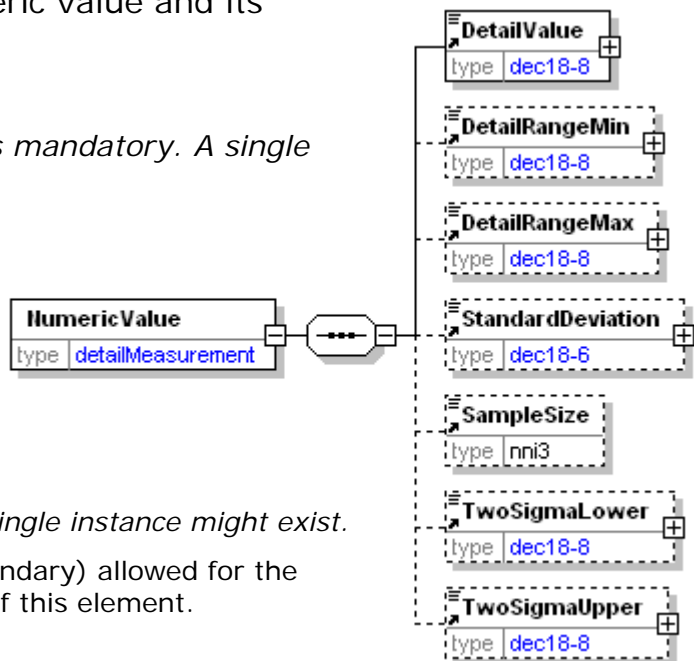 eric value and its
s mandatory. A single
ingle instance might exist.
ndary) allowed for the
f this element.
NumericValue
type detailMeasurement
DetailValue
type dec18-8
DetailRangeMin
type dec18-8
DetailRangeMax
type dec18-8
StandardDeviation
type dec18-6
SampleSize
type nni3
TwoSigmaLower
type dec18-8
TwoSigmaUpper
type dec18-8